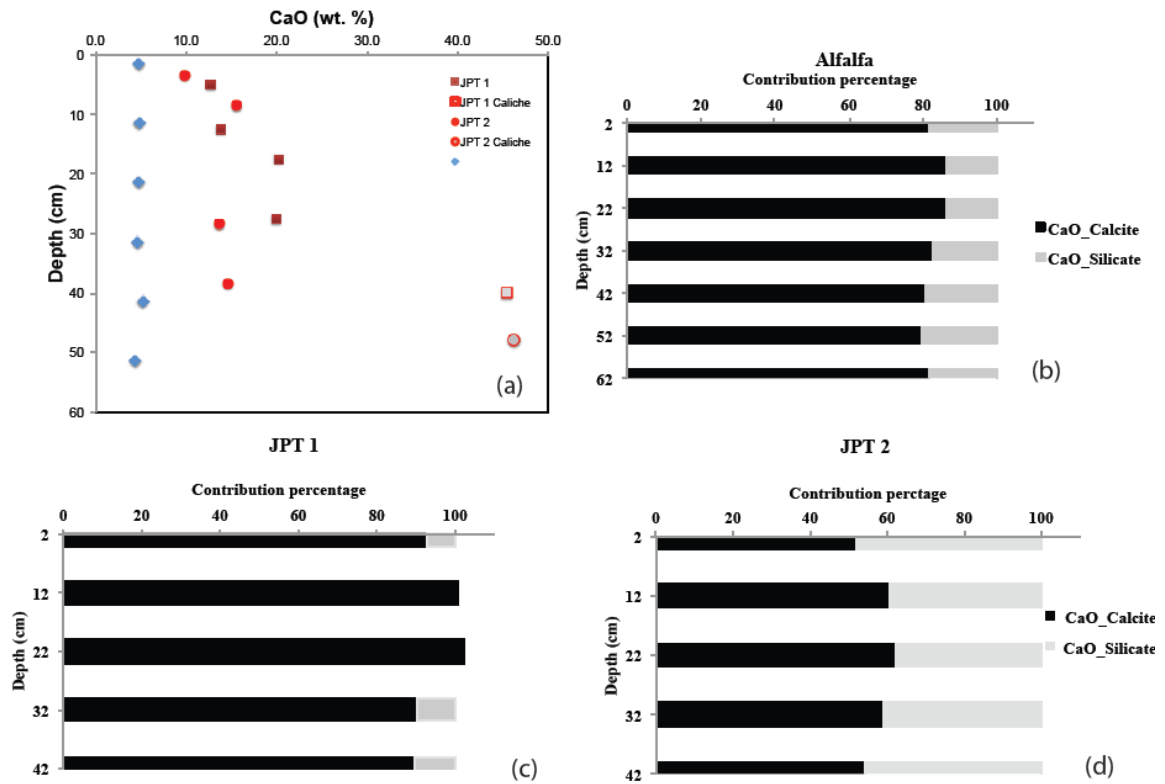 CaO (wt. %)
0.0 10.0 20.0 30.0 40.0 50.0
Depth (cm)
0
10
20
30
40
50
60
JPT 1
JPT 1 Caliche
JPT 2
JPT 2 Caliche
(a)
Alfalfa
Contribution percentage
0 20 40 60 80 100
Depth (cm)
2
12
22
32
42
52
62
CaO_Calcite
CaO_Silicate
(b)
JPT 1
Contribution percentage
0 20 40 60 80 100
Depth (cm)
2
12
22
32
42
(c)
JPT 2
Contribution perctage
0 20 40 60 80 100
Depth (cm)
2
12
22
32
42
CaO_Calcite
CaO_Silicate
(d)